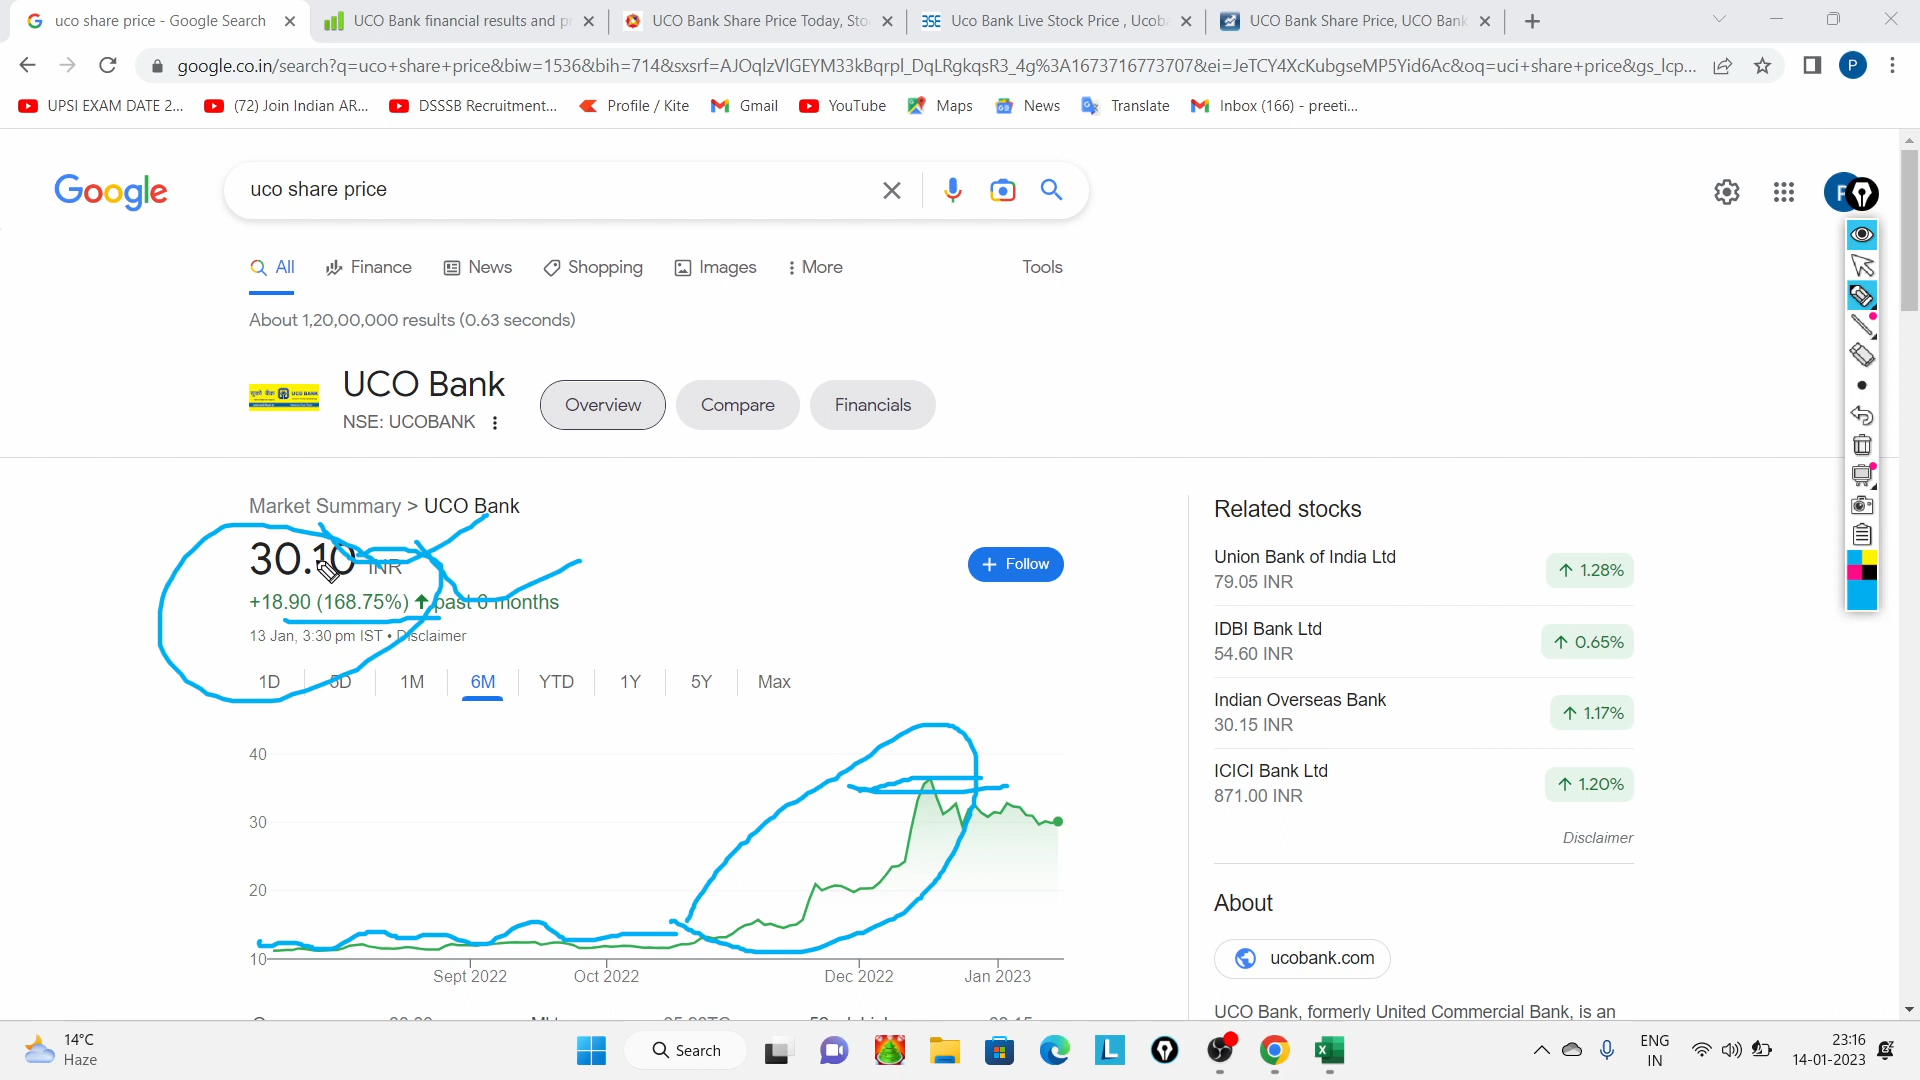 uco share price - Google Search
UCO Bank financial results and p
UCO Bank Share Price Today, Sto
BSE Uco Bank Live Stock Price , Ucoba
UCO Bank Share Price, UCO Bank
google.co.in/search?q=uco+share+price&biw=1536&bih=714&sxsrf=AJOqlzVlGEYM33kBqrpl_DqLRgkqsR3_4g%3A1673716773707&ei=JeTCY4XcKubgseMP5Yid6Ac&oq=uci+share+price&gs_lcp...
P
UPSI EXAM DATE 2...
(72) Join Indian AR...
DSSSB Recruitment...
Profile / Kite
Gmail
YouTube
Maps
News
Translate
Inbox (166) - preeti...
Google
uco share price
All
Finance
News
Shopping
Images
More
Tools
About 1,20,00,000 results (0.63 seconds)
UCO Bank
NSE: UCOBANK
Overview
Compare
Financials
Market Summary > UCO Bank
30.10 INR
+18.90 (168.75%) past 6 months
13 Jan, 3:30 pm IST • Disclaimer
Follow
1D
5D
1M
6M
YTD
1Y
5Y
Max
40
30
20
10
Sept 2022
Oct 2022
Dec 2022
Jan 2023
Related stocks
Union Bank of India Ltd
79.05 INR
1.28%
IDBI Bank Ltd
54.60 INR
0.65%
Indian Overseas Bank
30.15 INR
1.17%
ICICI Bank Ltd
871.00 INR
1.20%
Disclaimer
About
ucobank.com
UCO Bank, formerly United Commercial Bank, is an
14°C
Haze
Search
ENG
IN
23:16
14-01-2023